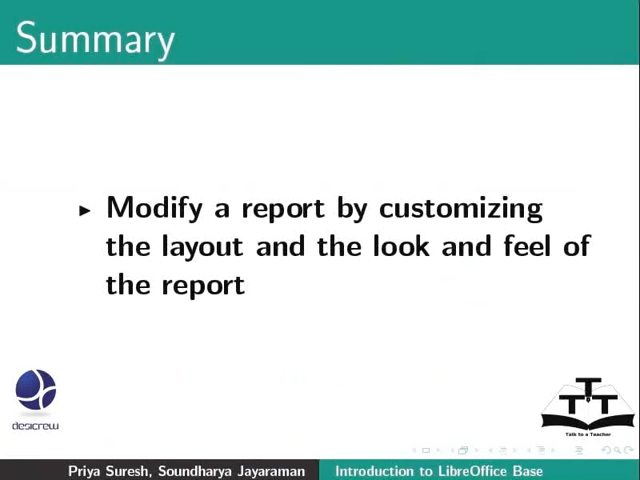 Summary
Modify a report by customizing
the layout and the look and feel of
the report
desicrew
T
T T
Talk to a Teacher
Priya Suresh, Soundharya Jayaraman
Introduction to LibreOffice Base